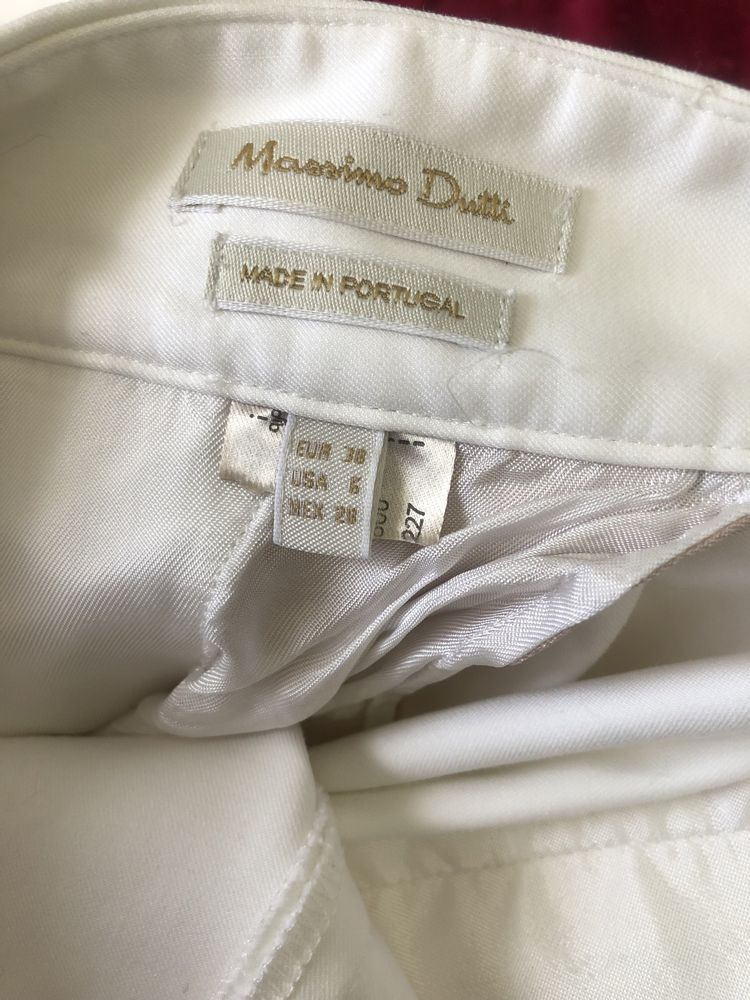 Massimo Dutti
MADE IN PORTUGAL
EUR 38
USA 6
MEX 28
227